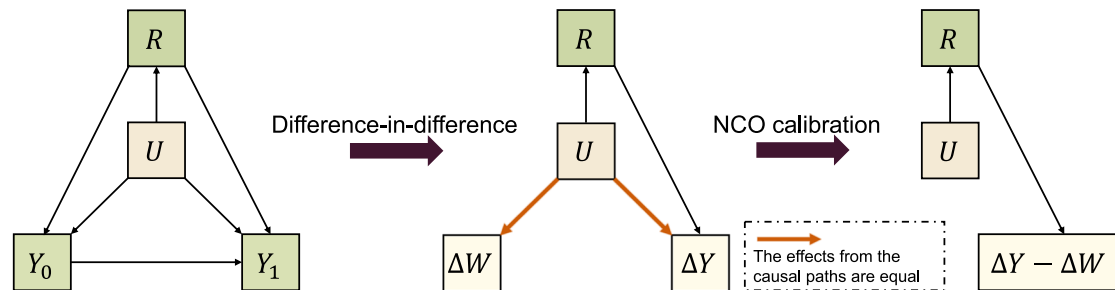 R
U
Y₀
Y₁
Difference-in-difference
R
U
ΔW
ΔY
NCO calibration
The effects from the
causal paths are equal
R
U
ΔY − ΔW